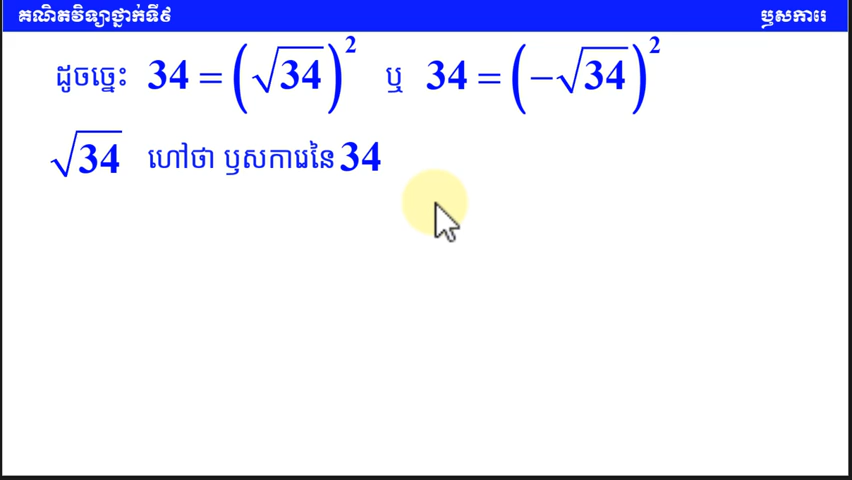 គណិតវិទ្យាថ្នាក់ទី៩ ឫសការេ
ដូចច្នេះ 34 = (√34)² ឬ 34 = (−√34)²
√34 ហៅថា ឫសការេនៃ 34